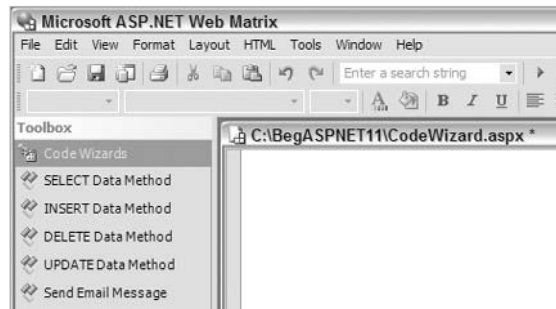 Microsoft ASP.NET Web Matrix
File Edit View Format Layout HTML Tools Window Help
Enter a search string
B I U
Toolbox
C:\BegASPNET11\CodeWizard.aspx *
Code Wizards
SELECT Data Method
INSERT Data Method
DELETE Data Method
UPDATE Data Method
Send Email Message